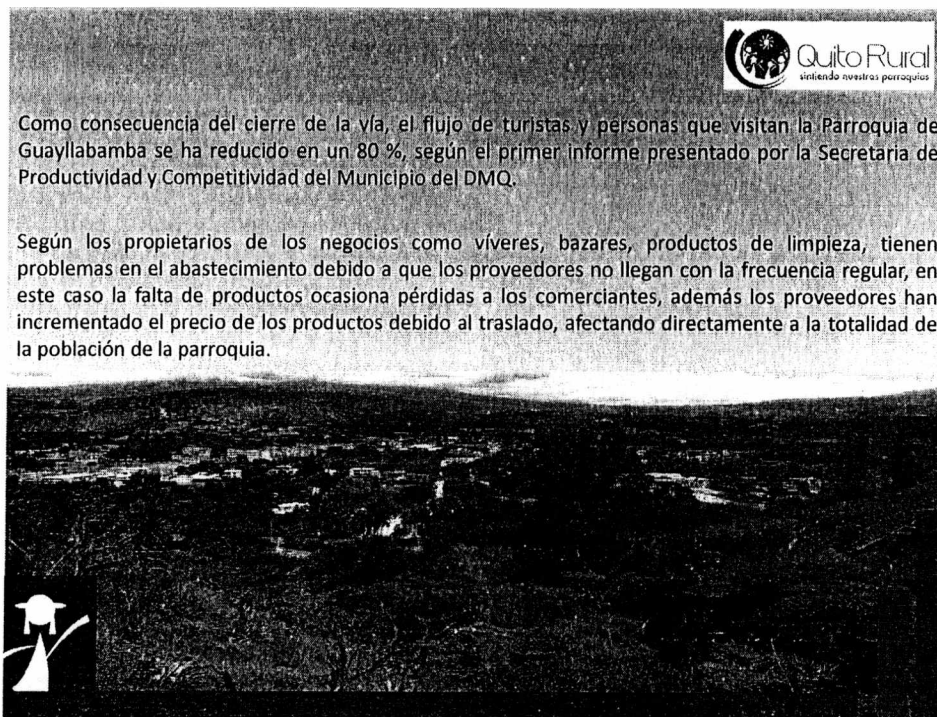 Quito Rural
sintiendo nuestras parroquias
Como consecuencia del cierre de la vía, el flujo de turistas y personas que visitan la Parroquia de
Guayllabamba se ha reducido en un 80 %, según el primer informe presentado por la Secretaria de
Productividad y Competitividad del Municipio del DMQ.
Según los propietarios de los negocios como víveres, bazares, productos de limpieza, tienen
problemas en el abastecimiento debido a que los proveedores no llegan con la frecuencia regular, en
este caso la falta de productos ocasiona pérdidas a los comerciantes, además los proveedores han
incrementado el precio de los productos debido al traslado, afectando directamente a la totalidad de
la población de la parroquia.